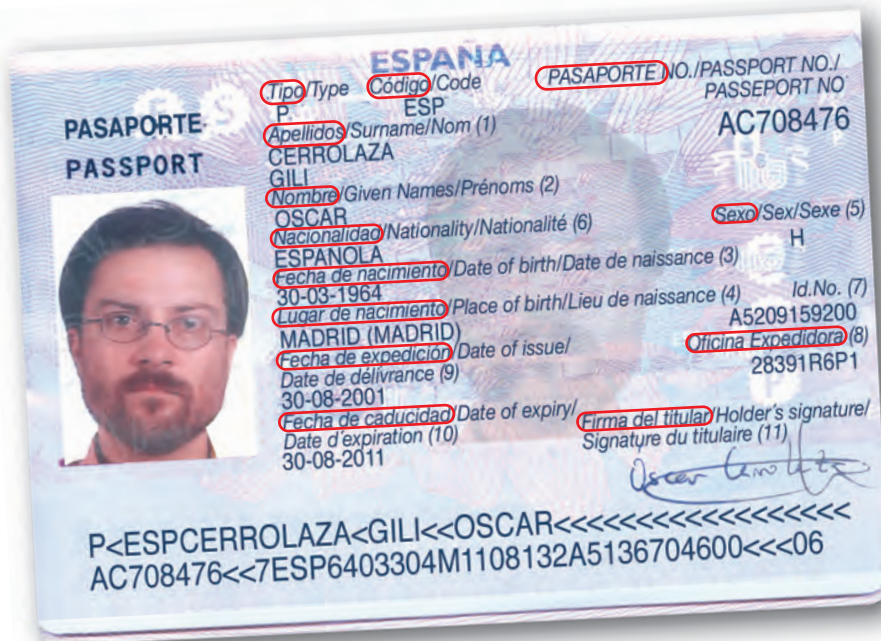 ESPAÑA
PASAPORTE
PASSPORT
Tipo/Type Código/Code PASAPORTE NO./PASSPORT NO./
PASSEPORT NO
P. ESP AC708476
Apellidos/Surname/Nom (1)
CERROLAZA
GILI
Nombre/Given Names/Prénoms (2)
OSCAR
Nacionalidad/Nationality/Nationalité (6) Sexo/Sex/Sexe (5)
ESPAÑOLA H
Fecha de nacimiento/Date of birth/Date de naissance (3)
30-03-1964
Lugar de nacimiento/Place of birth/Lieu de naissance (4) Id.No. (7)
MADRID (MADRID) A5209159200
Fecha de expedición/Date of issue/ Oficina Expedidora (8)
Date de délivrance (9) 28391R6P1
30-08-2001
Fecha de caducidad/Date of expiry/ Firma del titular/Holder's signature/
Date d'expiration (10) Signature du titulaire (11)
30-08-2011
Oscar
P<ESPCERROLAZA<GILI<<OSCAR<<<<<<<<<<<<<<<<<<
AC708476<<7ESP6403304M1108132A5136704600<<<06